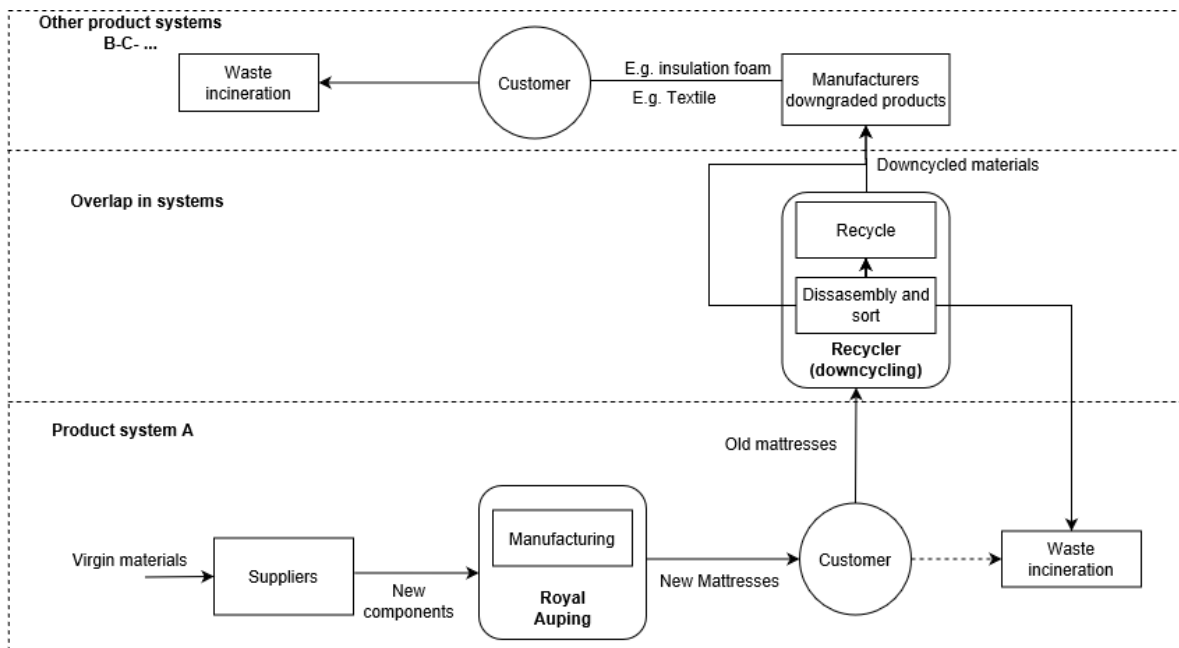 Other product systems
B-C- ...
Waste
incineration
Customer
E.g. insulation foam
E.g. Textile
Manufacturers
downgraded products
Downcycled materials
Overlap in systems
Recycle
Dissasembly and
sort
Recycler
(downcycling)
Product system A
Old mattresses
Virgin materials
Suppliers
New
components
Manufacturing
Royal
Auping
New Mattresses
Customer
Waste
incineration